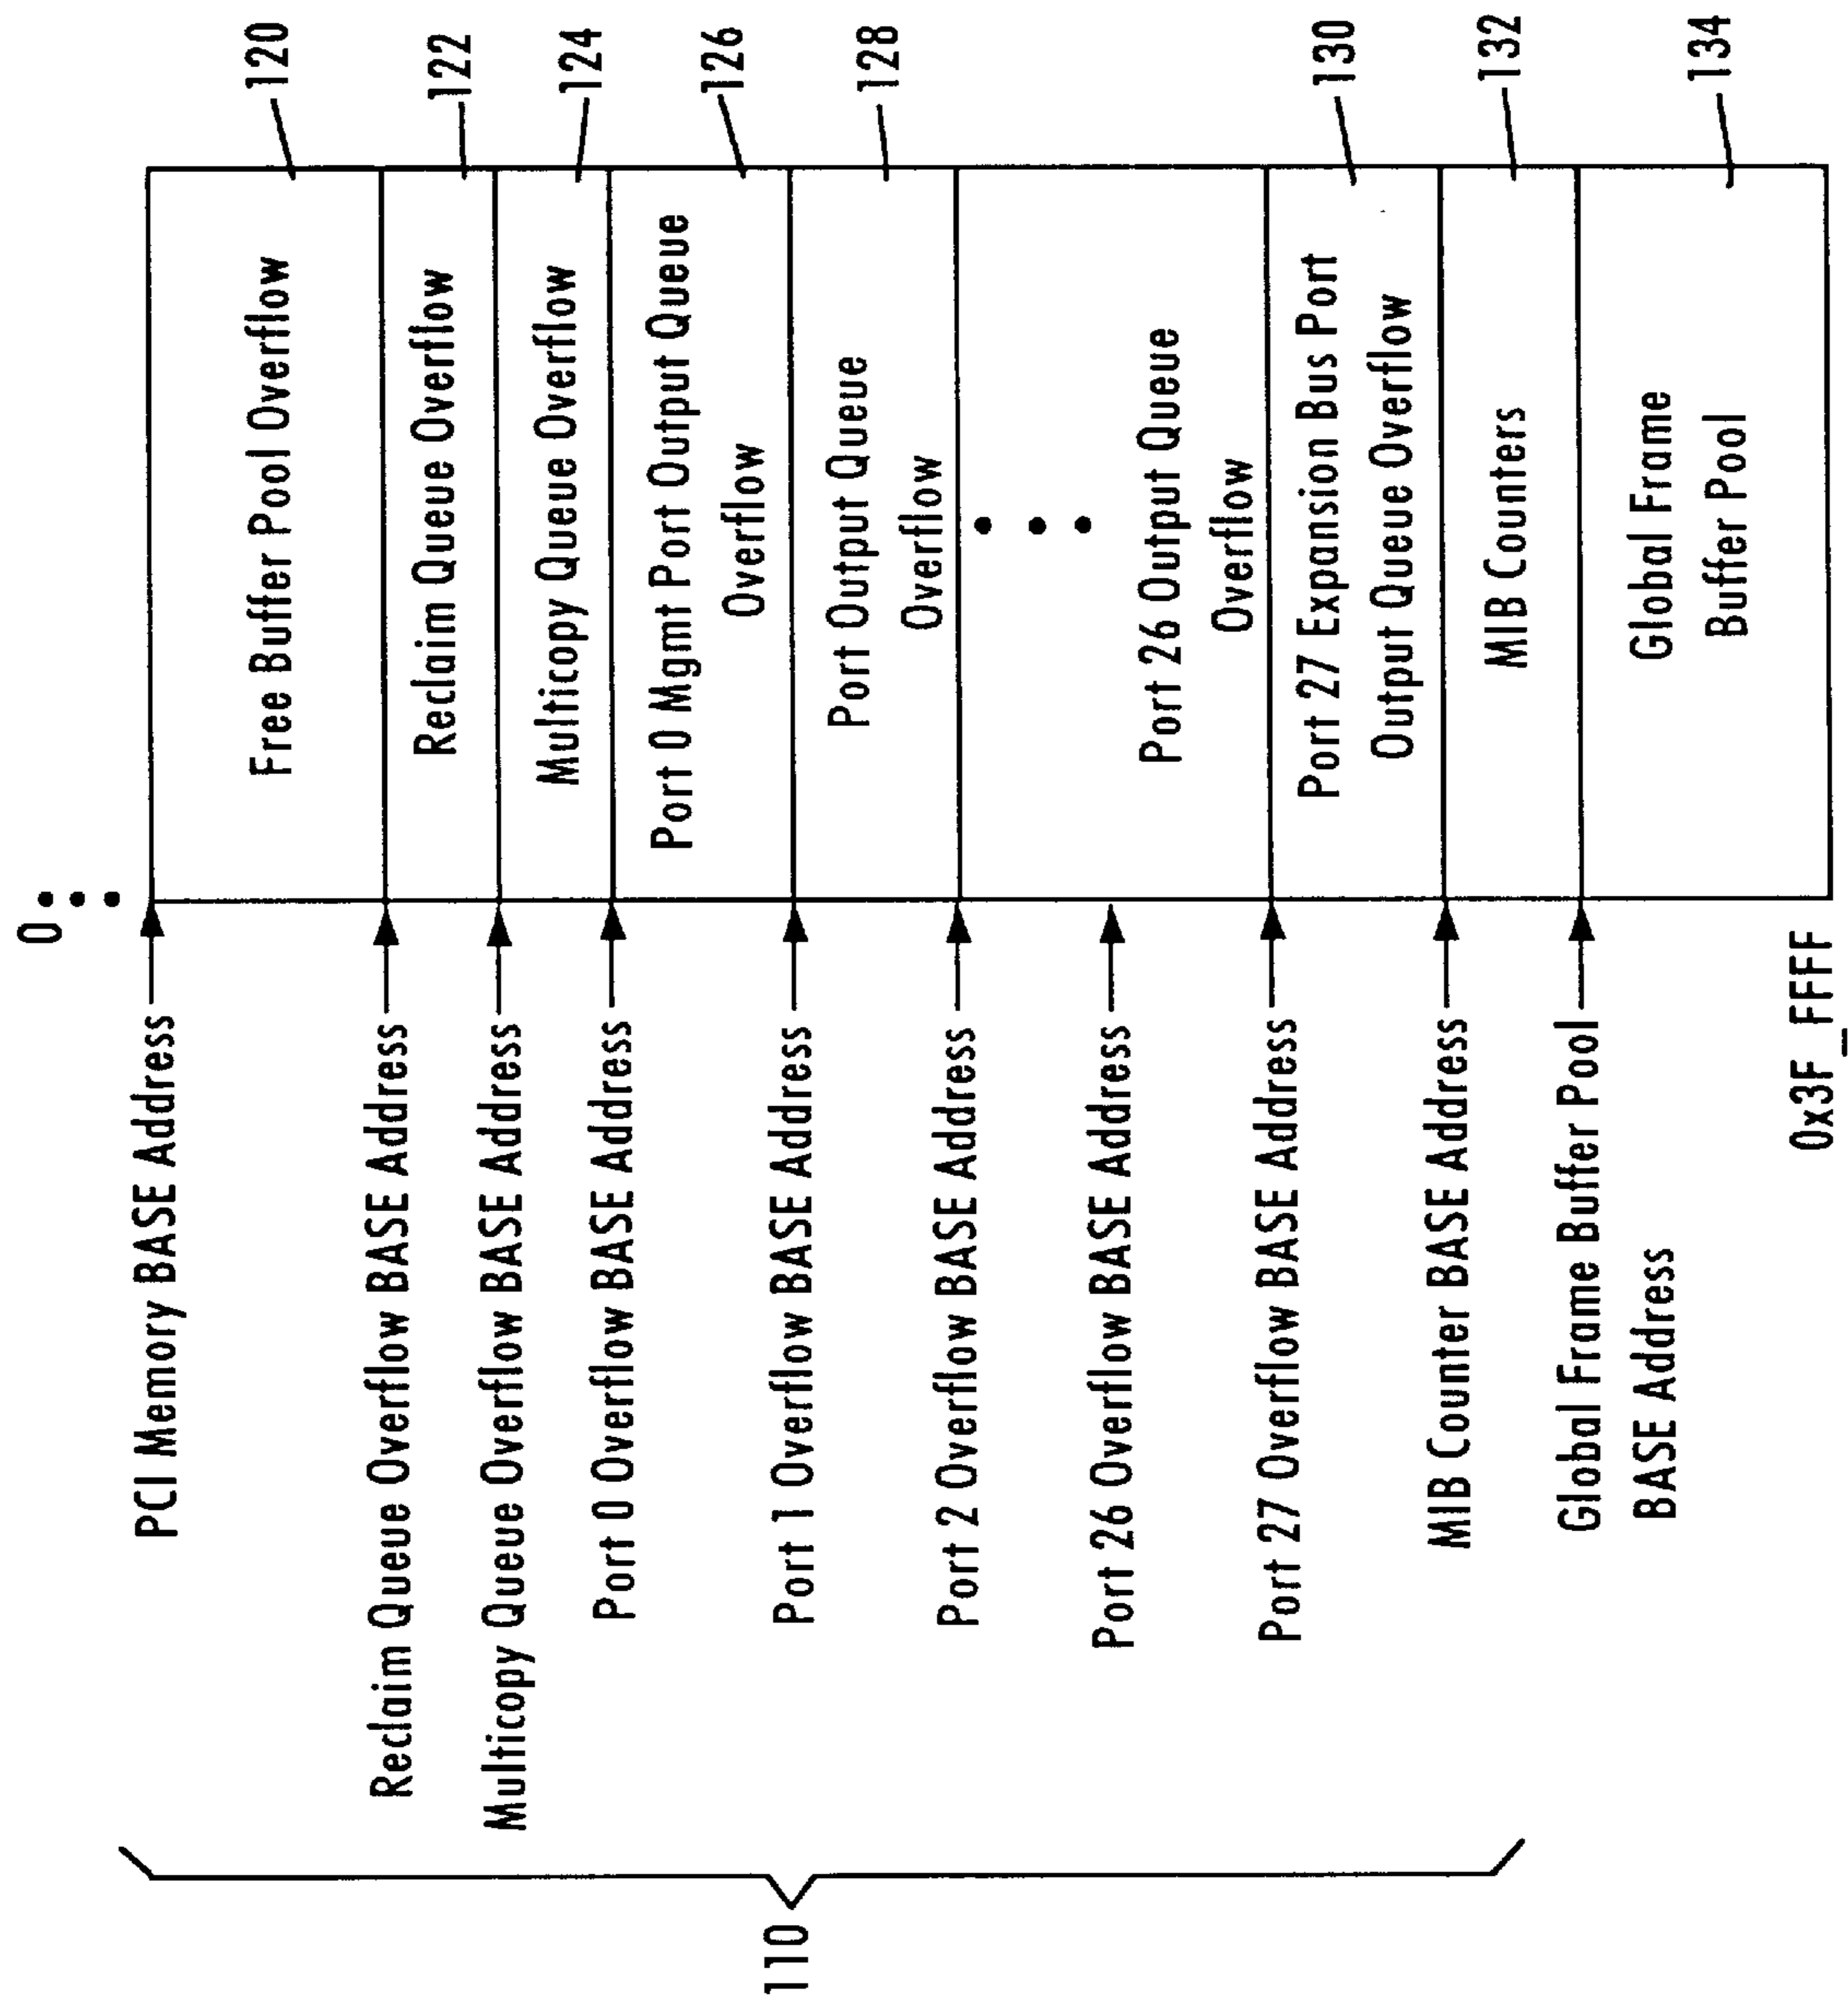 0
PCI Memory BASE Address
Free Buffer Pool Overflow
120
Reclaim Queue Overflow BASE Address
Reclaim Queue Overflow
122
Multicopy Queue Overflow BASE Address
Multicopy Queue Overflow
124
Port 0 Overflow BASE Address
Port 0 Mgmt Port Output Queue
Overflow
126
Port 1 Overflow BASE Address
Port Output Queue
Overflow
128
Port 2 Overflow BASE Address
Port 26 Overflow BASE Address
Port 26 Output Queue
Overflow
Port 27 Overflow BASE Address
Port 27 Expansion Bus Port
Output Queue Overflow
130
MIB Counter BASE Address
MIB Counters
132
Global Frame Buffer Pool
BASE Address
Global Frame
Buffer Pool
134
0x3F_FFFF
110